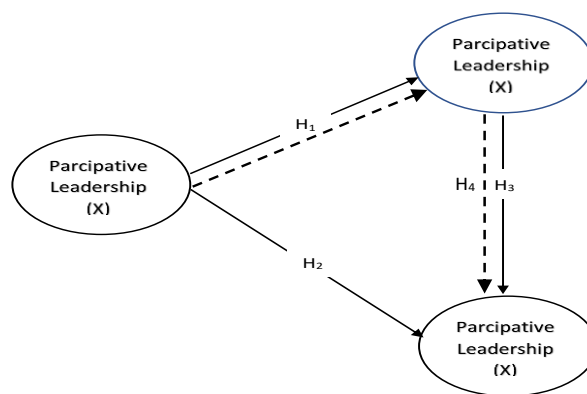 Parcipative
Leadership
(X)
H₁
Parcipative
Leadership
(X)
H₄
H₃
H₂
Parcipative
Leadership
(X)